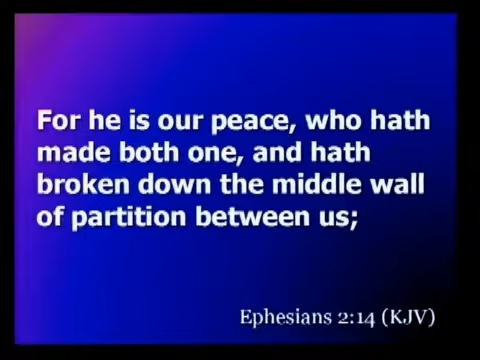 For he is our peace, who hath
made both one, and hath
broken down the middle wall
of partition between us;
Ephesians 2:14 (KJV)